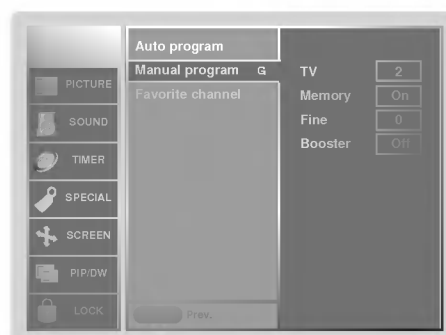 Auto program
Manual program G
Favorite channel
TV 2
Memory On
Fine 0
Booster Off
PICTURE
SOUND
TIMER
SPECIAL
SCREEN
PIP/DW
LOCK
Prev.